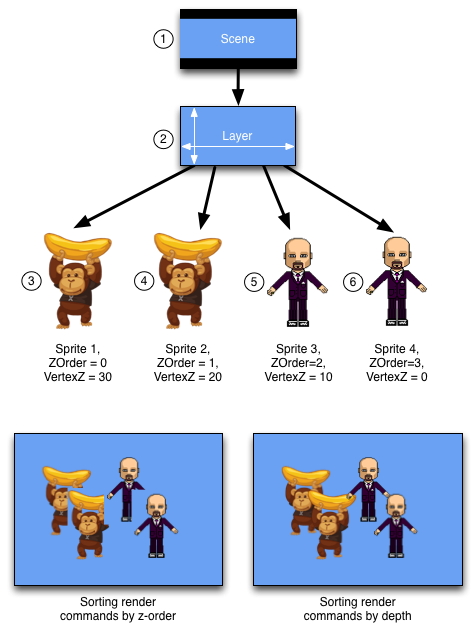 1
Scene
2
Layer
3
4
5
6
Sprite 1,
ZOrder = 0
VertexZ = 30
Sprite 2,
ZOrder = 1,
VertexZ = 20
Sprite 3,
ZOrder=2,
VertexZ = 10
Sprite 4,
ZOrder=3,
VertexZ = 0
Sorting render
commands by z-order
Sorting render
commands by depth